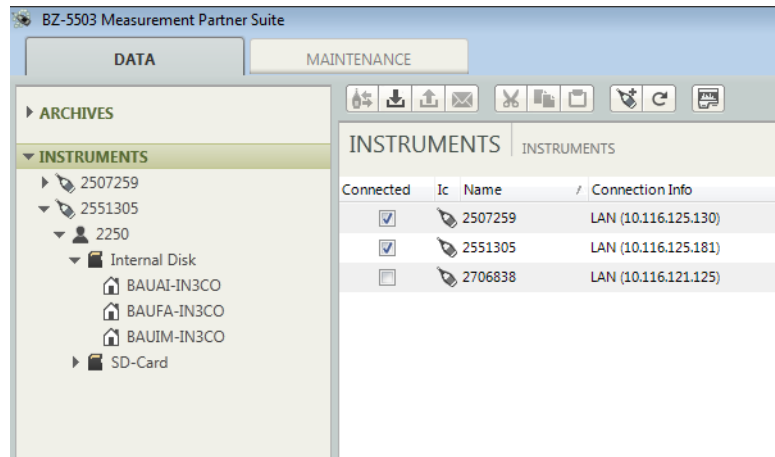 BZ-5503 Measurement Partner Suite
DATA
MAINTENANCE
ARCHIVES
INSTRUMENTS
2507259
2551305
2250
Internal Disk
BAUAI-IN3CO
BAUFA-IN3CO
BAUIM-IN3CO
SD-Card
INSTRUMENTS INSTRUMENTS
Connected Ic Name / Connection Info
2507259 LAN (10.116.125.130)
2551305 LAN (10.116.125.181)
2706838 LAN (10.116.121.125)